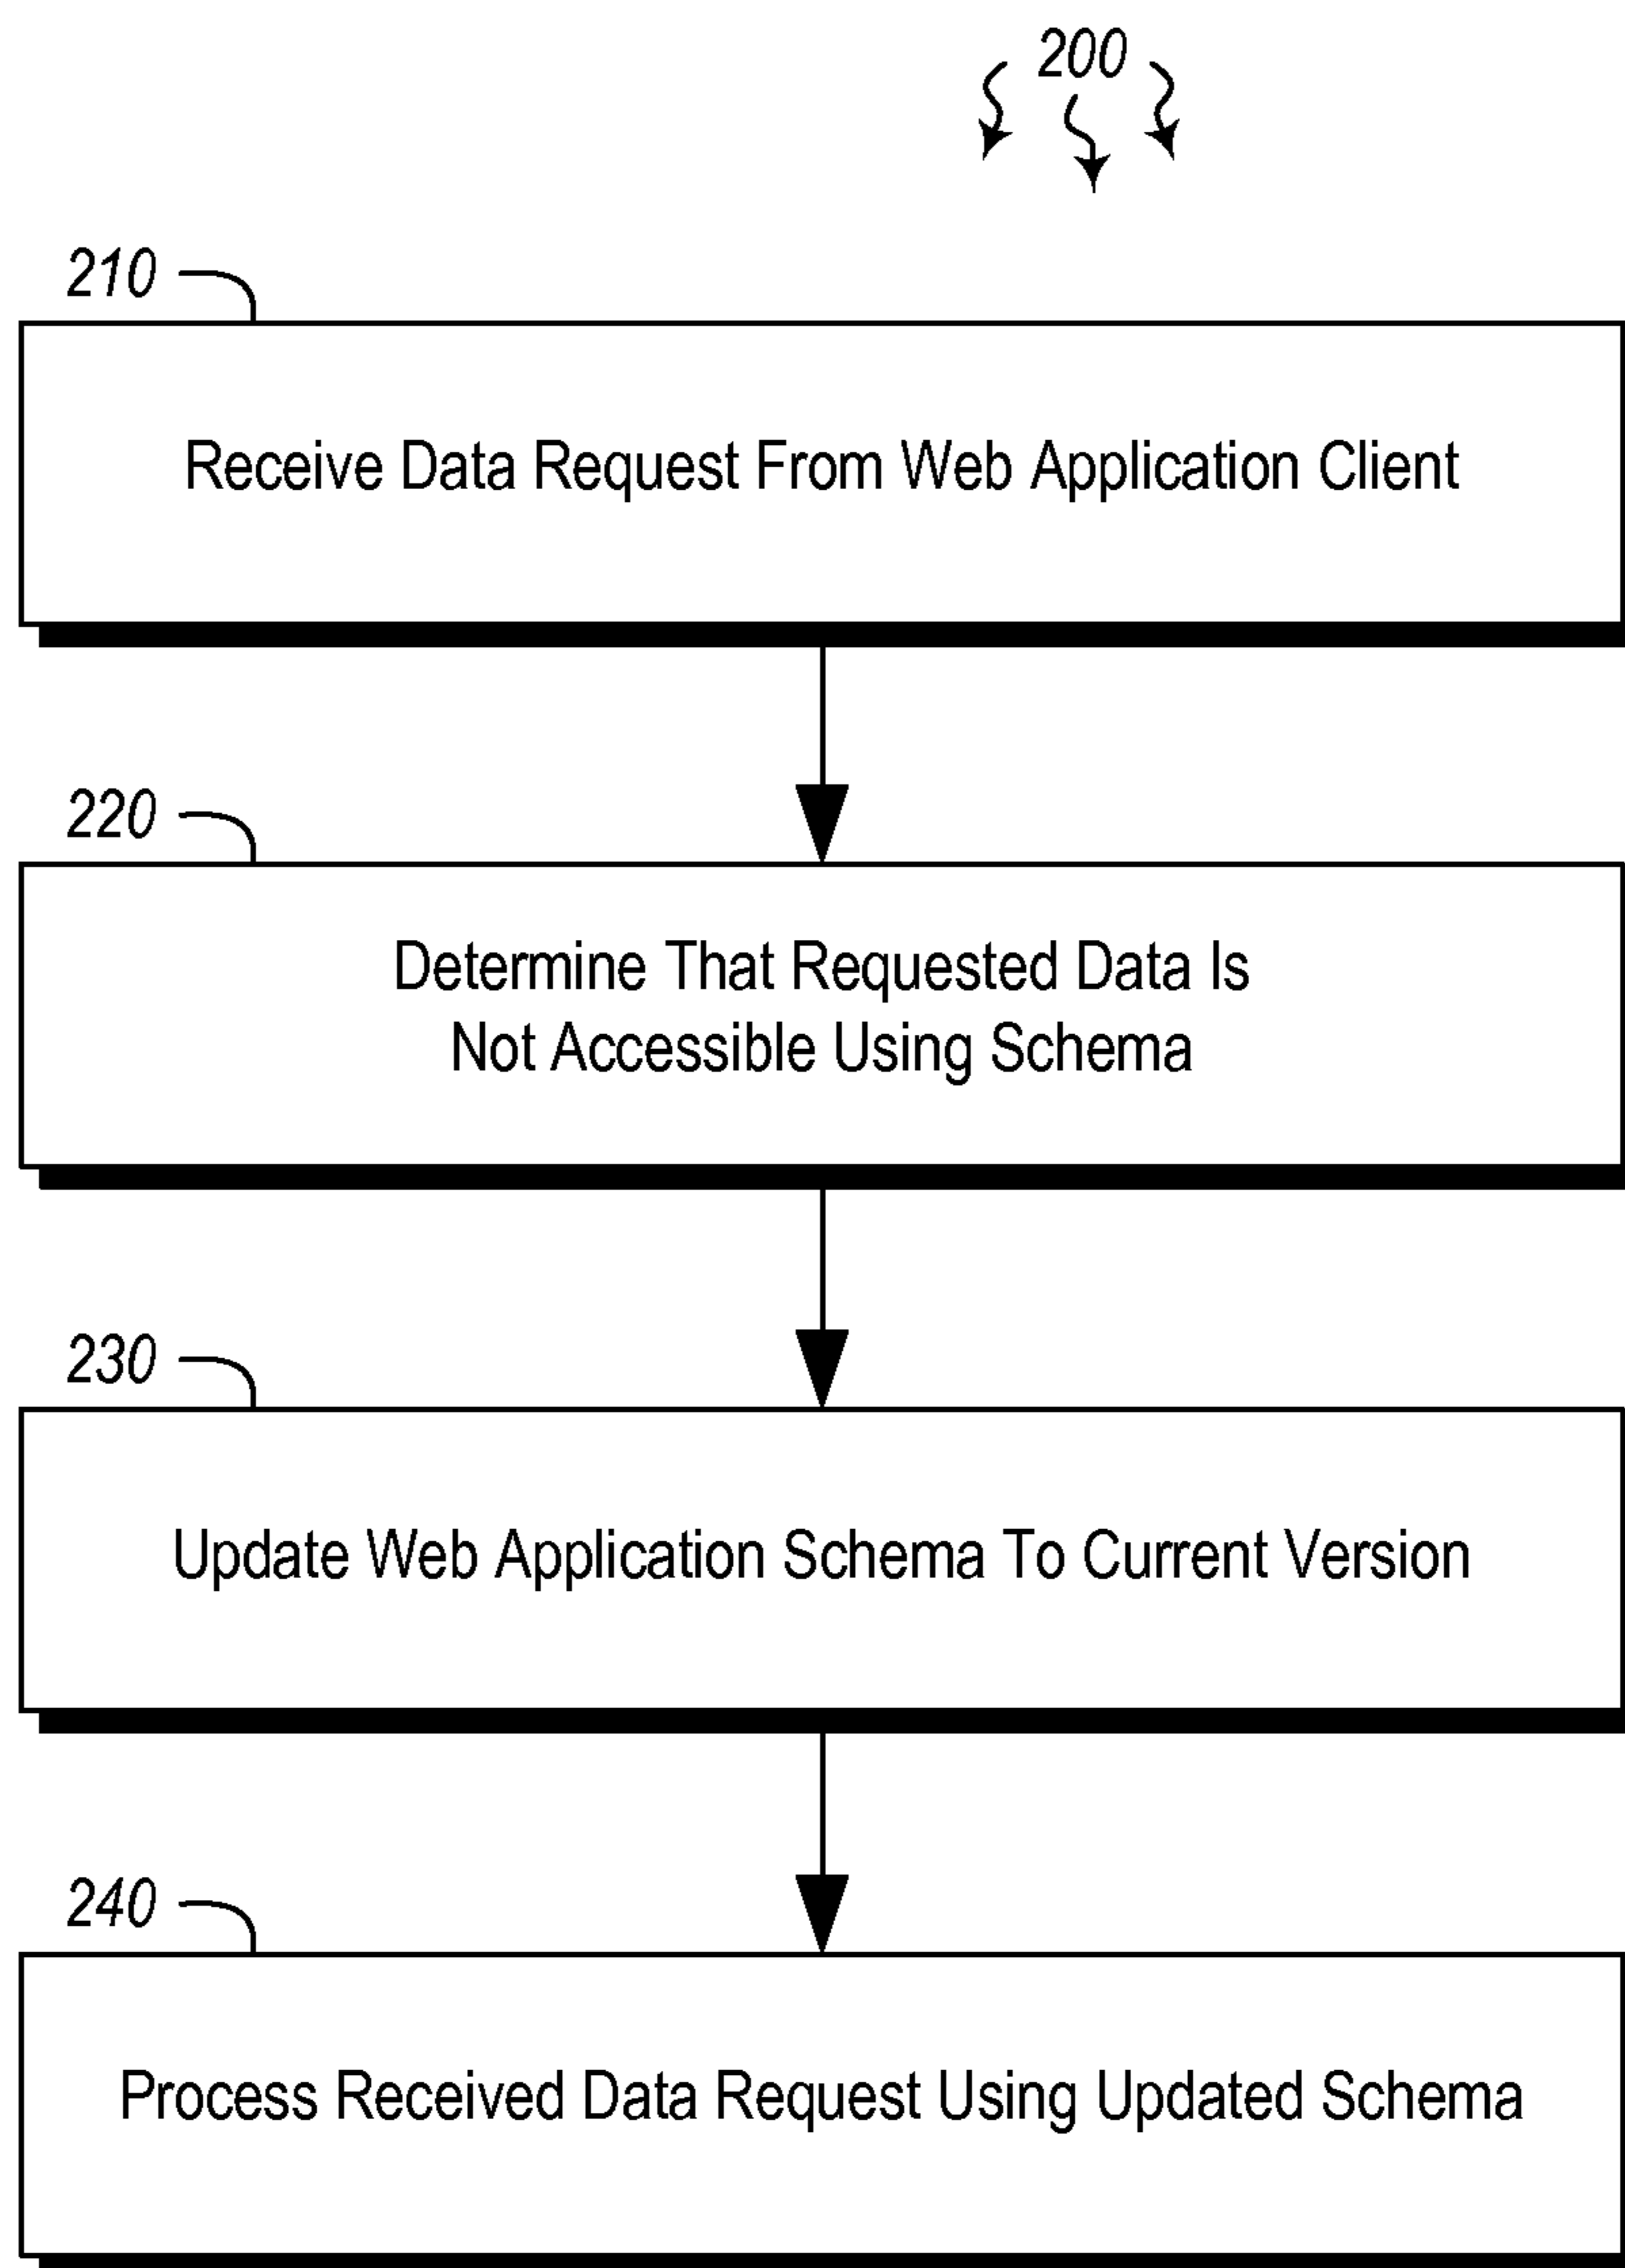 200
210
Receive Data Request From Web Application Client
220
Determine That Requested Data Is
Not Accessible Using Schema
230
Update Web Application Schema To Current Version
240
Process Received Data Request Using Updated Schema